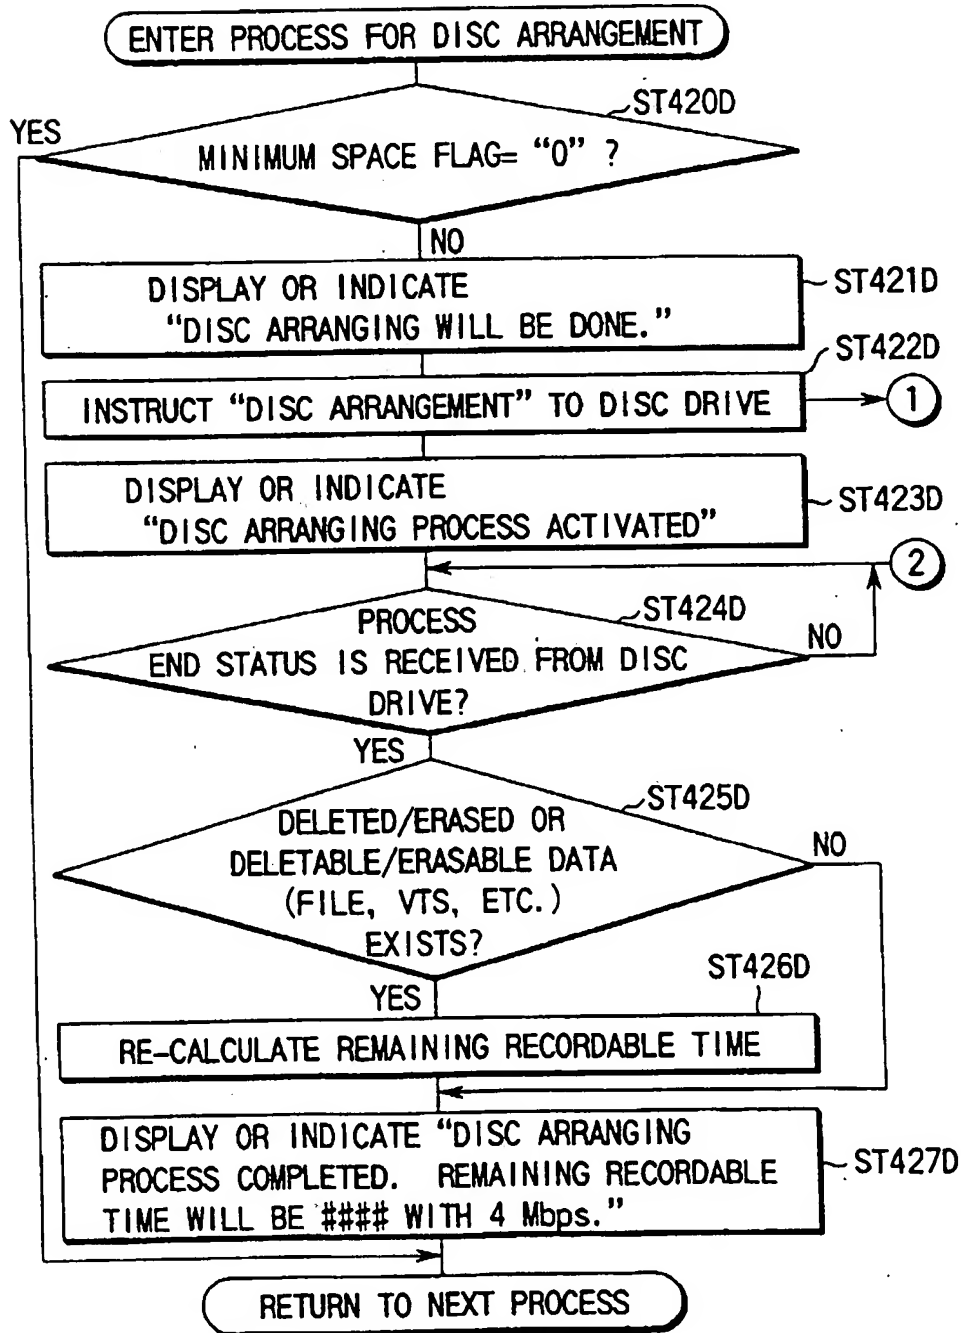 ENTER PROCESS FOR DISC ARRANGEMENT
ST420D
YES
MINIMUM SPACE FLAG= “0” ?
NO
DISPLAY OR INDICATE
“DISC ARRANGING WILL BE DONE.”
ST421D
ST422D
INSTRUCT “DISC ARRANGEMENT” TO DISC DRIVE
1
DISPLAY OR INDICATE
“DISC ARRANGING PROCESS ACTIVATED”
ST423D
2
ST424D
PROCESS
END STATUS IS RECEIVED FROM DISC
DRIVE?
NO
YES
ST425D
DELETED/ERASED OR
DELETABLE/ERASABLE DATA
(FILE, VTS, ETC.)
EXISTS?
NO
YES
ST426D
RE-CALCULATE REMAINING RECORDABLE TIME
DISPLAY OR INDICATE “DISC ARRANGING
PROCESS COMPLETED. REMAINING RECORDABLE
TIME WILL BE #### WITH 4 Mbps.”
ST427D
RETURN TO NEXT PROCESS